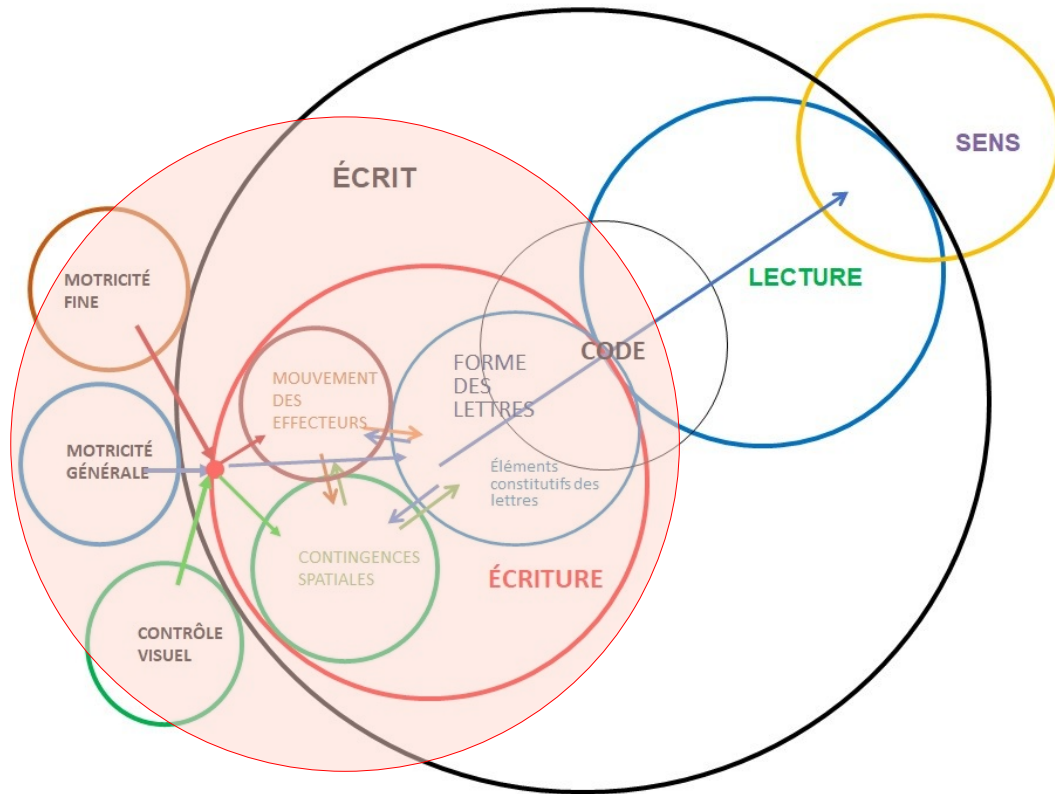 SENS
ÉCRIT
MOTRICITÉ
FINE
LECTURE
CODE
FORME
DES
LETTRES
MOUVEMENT
DES
EFFECTEURS
MOTRICITÉ
GÉNÉRALE
Éléments
constitutifs des
lettres
CONTINGENCES
SPATIALES
ÉCRITURE
CONTRÔLE
VISUEL